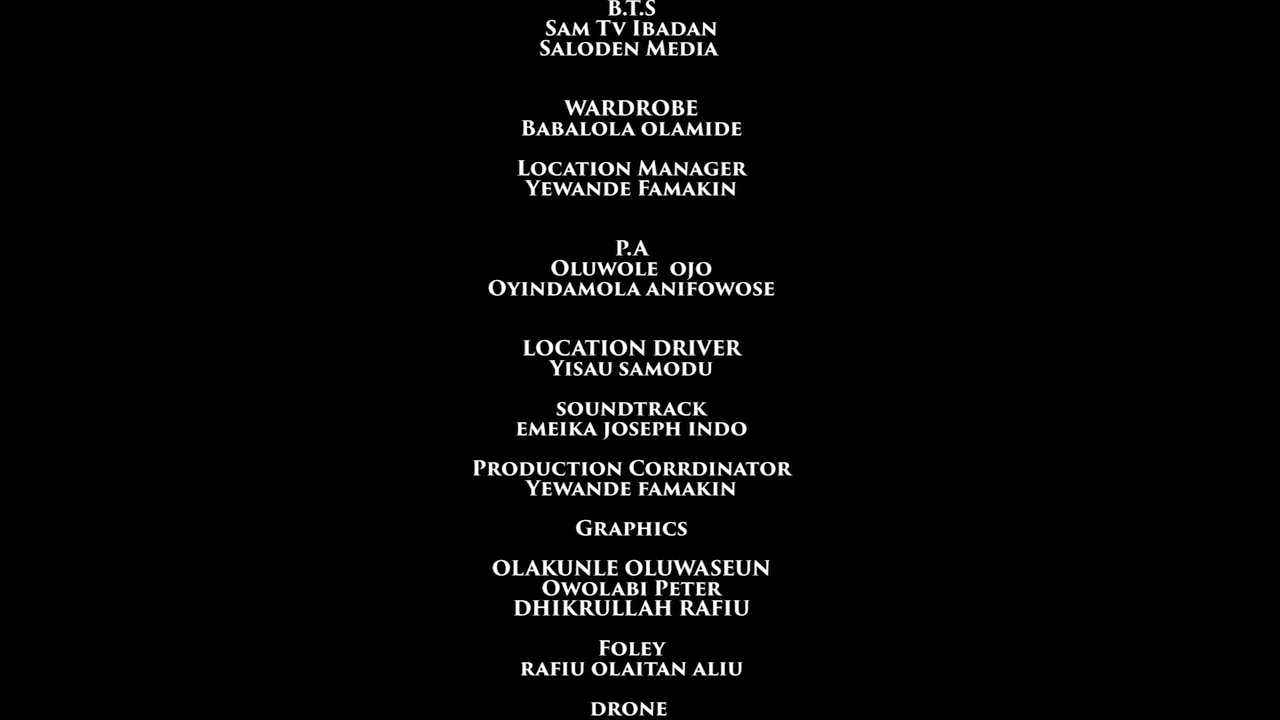 B.T.S
Sam Tv Ibadan
Saloden Media
WARDROBE
Babalola olamide
Location Manager
Yewande Famakin
P.A
Oluwole ojo
Oyindamola anifowose
LOCATION DRIVER
Yisau samodu
soundtrack
emeika joseph indo
Production Corrdinator
Yewande famakin
Graphics
OLAKUNLE OLUWASEUN
Owolabi Peter
DHIKRULLAH RAFIU
Foley
rafiu olaitan aliu
drone